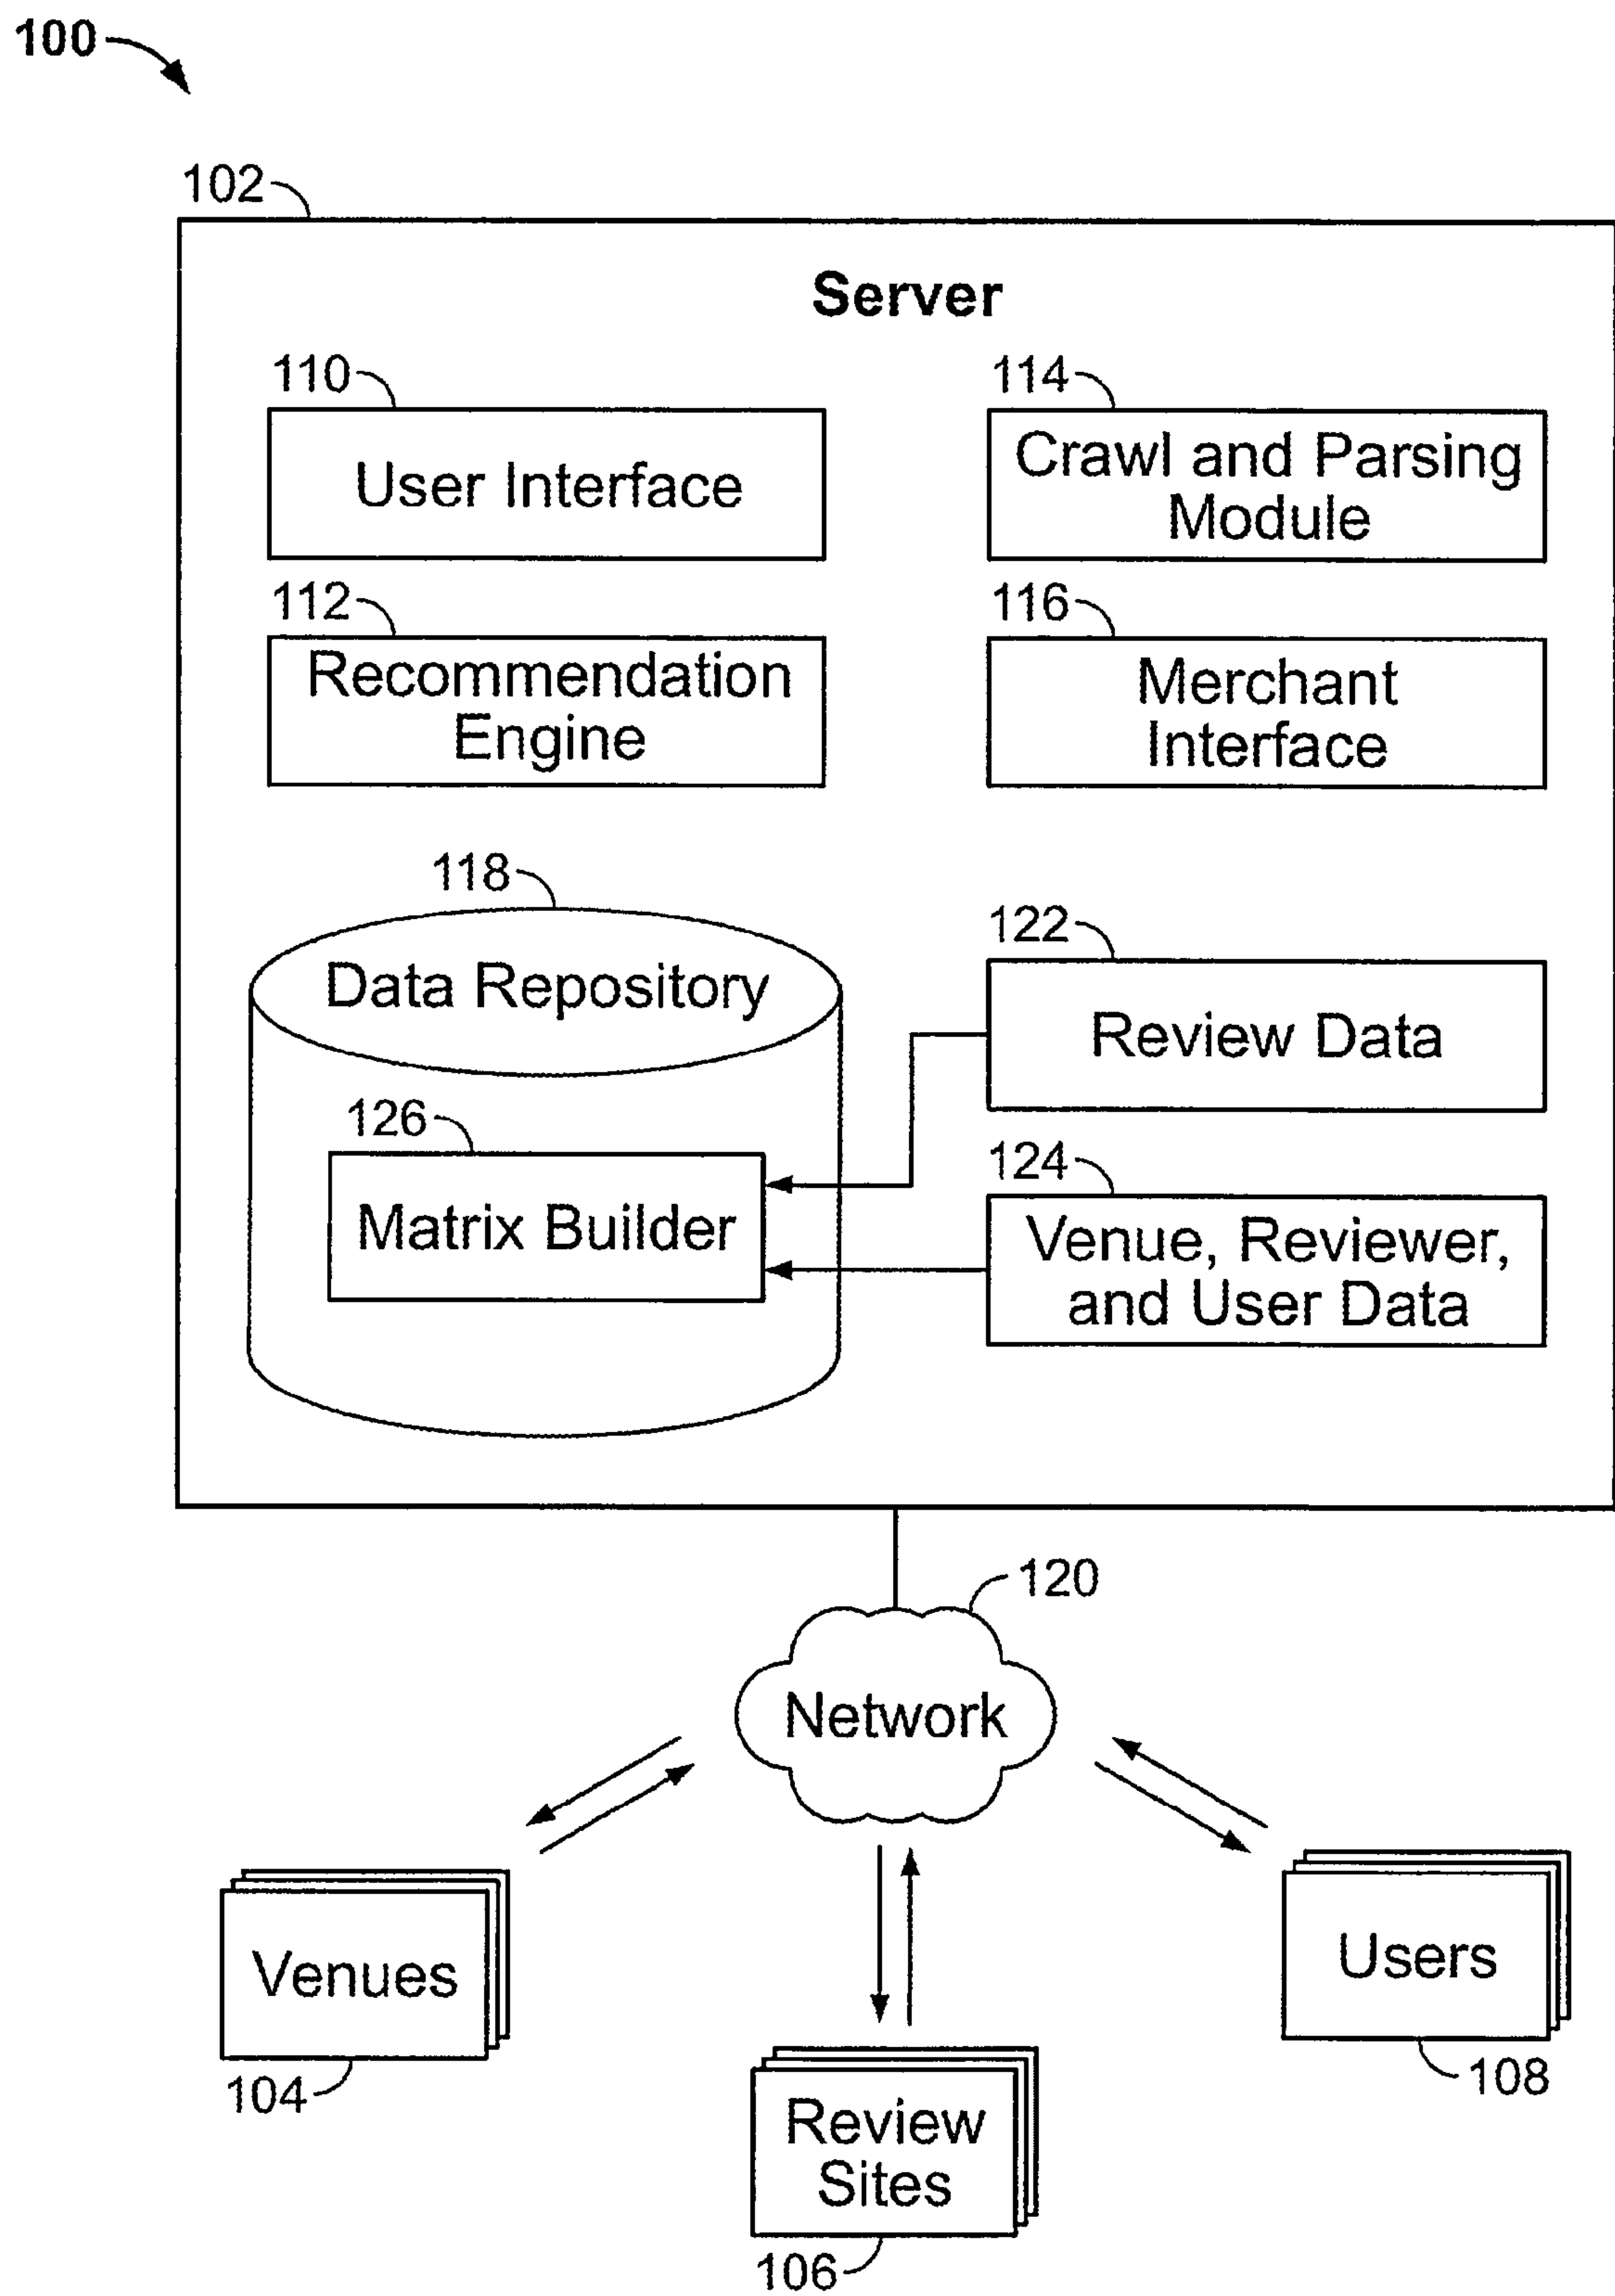 100
102
Server
110
User Interface
114
Crawl and Parsing
Module
112
Recommendation
Engine
116
Merchant
Interface
118
Data Repository
122
Review Data
126
Matrix Builder
124
Venue, Reviewer,
and User Data
120
Network
Venues
104
Review
Sites
106
Users
108